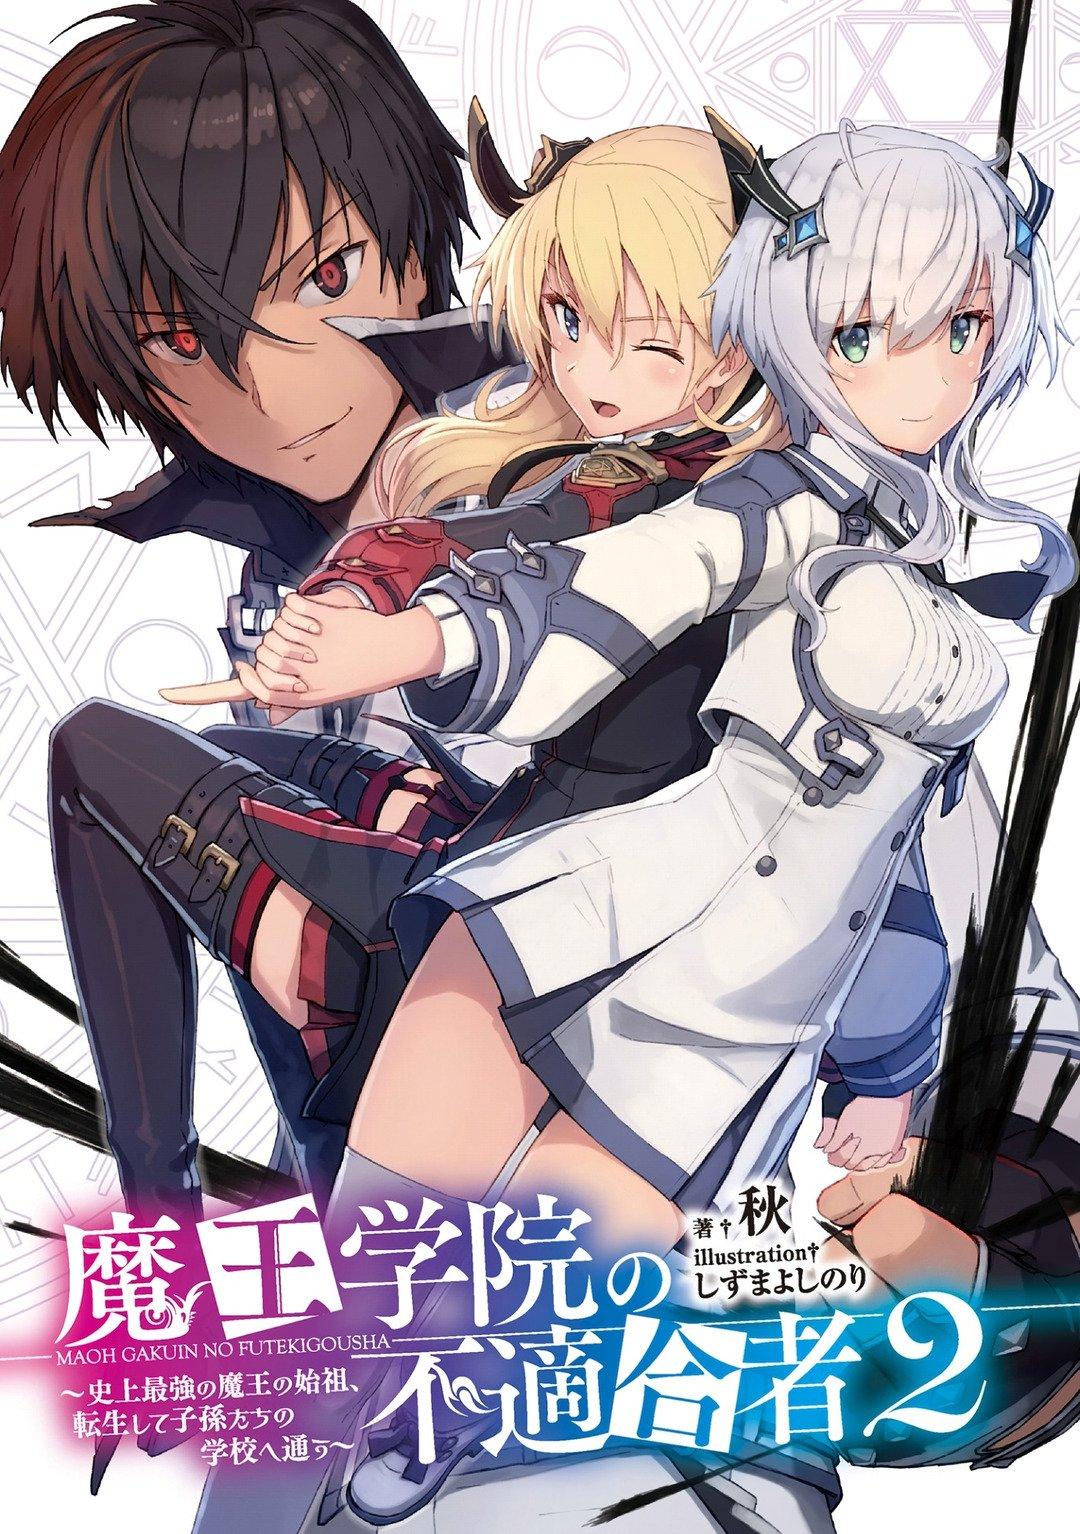 著†秋
illustration†
しずまよしのり
魔王学院の
MAOH GAKUIN NO FUTEKIGOUSHA
不適合者2
～史上最強の魔王の始祖、
転生して子孫たちの
学校へ通う～